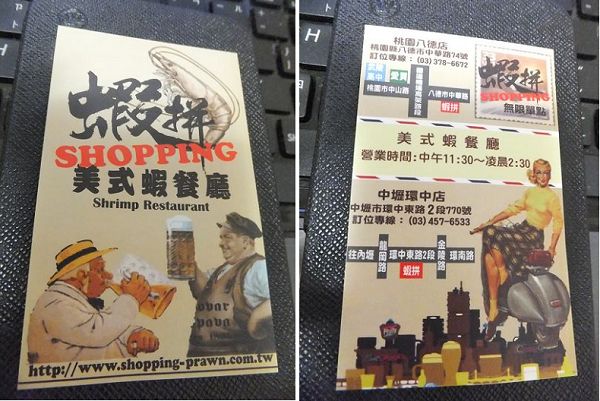 蝦拼
SHOPPING
美式蝦餐廳
Shrimp Restaurant
http://www.shopping-prawn.com.tw
桃園八德店
桃園縣八德市中華路74號
訂位專線：(03) 378-6672
愛買
桃園市中山路
八德市中華路
蝦拼
蝦拼
SHOPPING
無限單點
美式蝦餐廳
營業時間：中午11:30～凌晨2:30
中壢環中店
中壢市環中東路2段770號
訂位專線：(03) 457-6533
往內壢
龍岡路
環中東路2段
金陵路
環南路
蝦拼